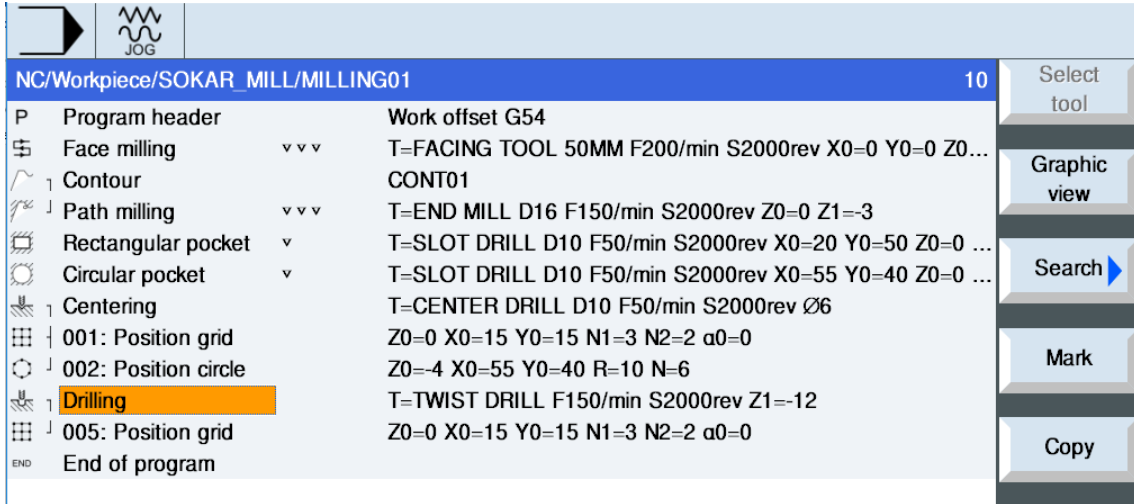 JOG
NC/Workpiece/SOKAR_MILL/MILLING01 10
P Program header Work offset G54
Face milling ▿▿▿ T=FACING TOOL 50MM F200/min S2000rev X0=0 Y0=0 Z0...
Contour CONT01
Path milling ▿▿▿ T=END MILL D16 F150/min S2000rev Z0=0 Z1=-3
Rectangular pocket ▿ T=SLOT DRILL D10 F50/min S2000rev X0=20 Y0=50 Z0=0 ...
Circular pocket ▿ T=SLOT DRILL D10 F50/min S2000rev X0=55 Y0=40 Z0=0 ...
Centering T=CENTER DRILL D10 F50/min S2000rev Ø6
001: Position grid Z0=0 X0=15 Y0=15 N1=3 N2=2 α0=0
002: Position circle Z0=-4 X0=55 Y0=40 R=10 N=6
Drilling T=TWIST DRILL F150/min S2000rev Z1=-12
005: Position grid Z0=0 X0=15 Y0=15 N1=3 N2=2 α0=0
END End of program
Select
tool
Graphic
view
Search
Mark
Copy